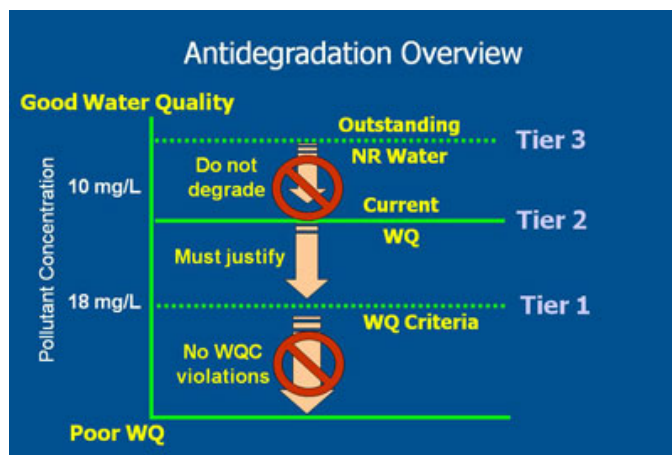 Antidegradation Overview
Good Water Quality
Outstanding
NR Water
Tier 3
Do not
degrade
10 mg/L
Current
WQ
Tier 2
Must justify
Pollutant Concentration
18 mg/L
WQ Criteria
Tier 1
No WQC
violations
Poor WQ